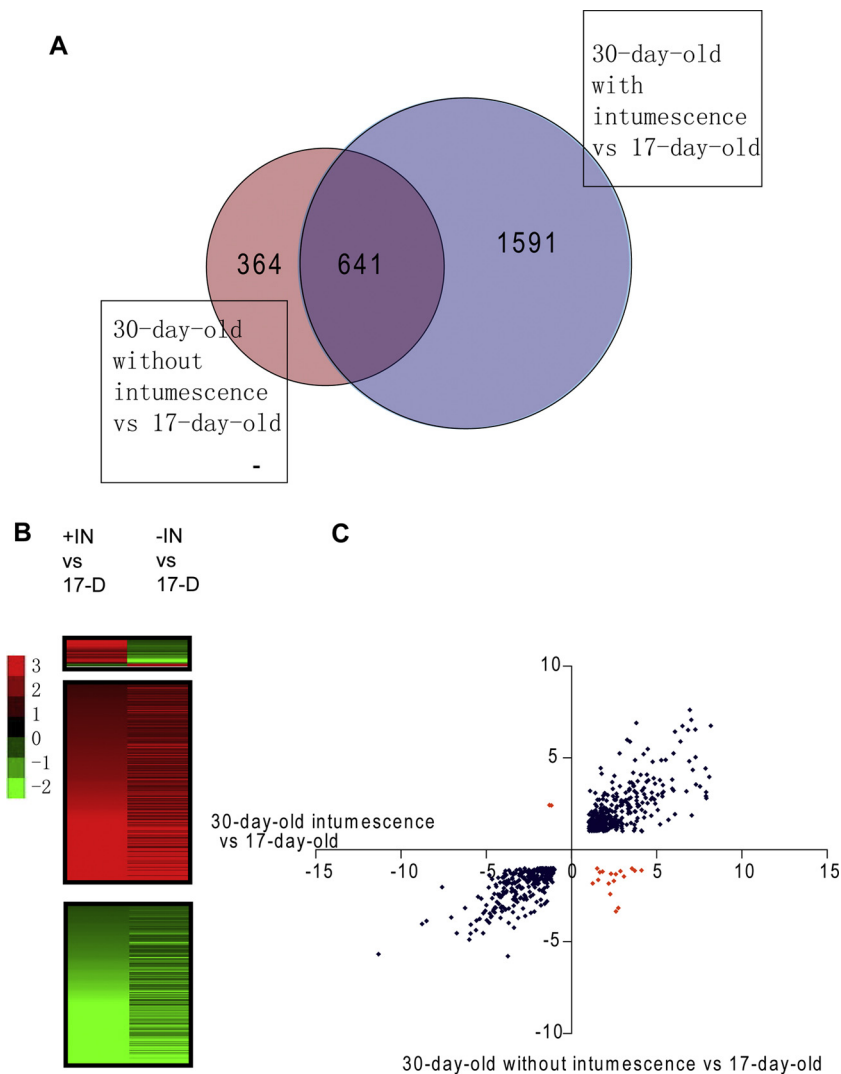 A
30-day-old
with
intumescence
vs 17-day-old
364
641
1591
30-day-old
without
intumescence
vs 17-day-old
-
B
+IN
vs
17-D
-IN
vs
17-D
3
2
1
0
-1
-2
C
10
5
30-day-old intumescence
vs 17-day-old
-15
-10
-5
0
5
10
15
-5
-10
30-day-old without intumescence vs 17-day-old